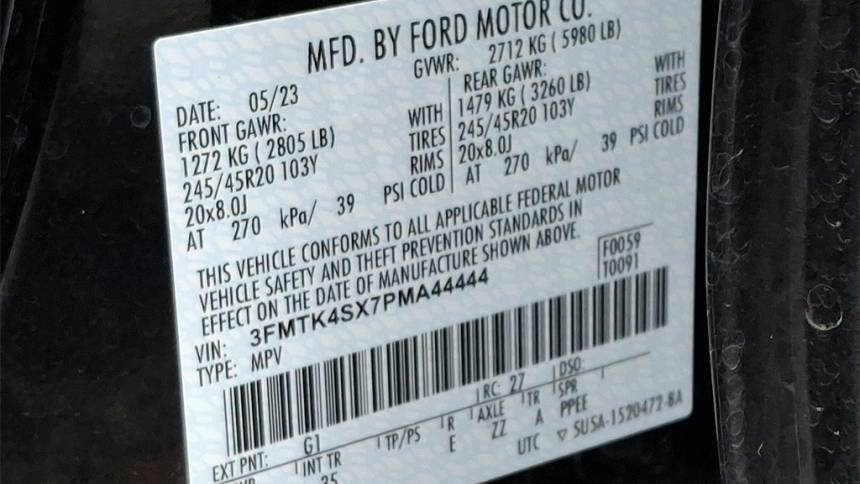 MFD. BY FORD MOTOR CO.
DATE: 05/23 GVWR: 2712 KG ( 5980 LB)
FRONT GAWR: REAR GAWR:
1272 KG ( 2805 LB) WITH 1479 KG ( 3260 LB) WITH
245/45R20 103Y TIRES 245/45R20 103Y TIRES
20x8.0J RIMS 20x8.0J RIMS
AT 270 kPa/ 39 PSI COLD AT 270 kPa/ 39 PSI COLD
THIS VEHICLE CONFORMS TO ALL APPLICABLE FEDERAL MOTOR
VEHICLE SAFETY AND THEFT PREVENTION STANDARDS IN
EFFECT ON THE DATE OF MANUFACTURE SHOWN ABOVE.
F0059
T0091
VIN: 3FMTK4SX7PMA44444
TYPE: MPV
EXT PNT: G1 RC: 27 DSO:
INT TR TP/PS R AXLE TR SPR
35 E ZZ A PPEE
UTC ▽ SUSA-1520472-BA